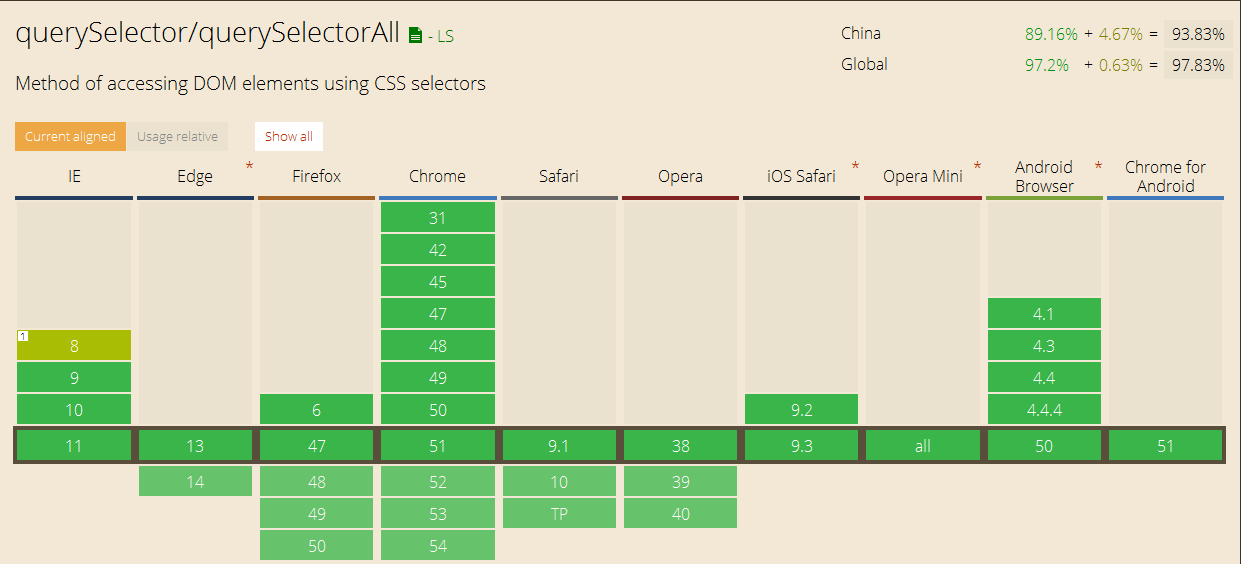 querySelector/querySelectorAll - LS
China 89.16% + 4.67% = 93.83%
Global 97.2% + 0.63% = 97.83%
Method of accessing DOM elements using CSS selectors
Current aligned Usage relative Show all
IE Edge * Firefox Chrome Safari Opera iOS Safari * Opera Mini * Android Browser * Chrome for Android
31
42
45
47 4.1
1 8 48 4.3
9 49 4.4
10 6 50 9.2 4.4.4
11 13 47 51 9.1 38 9.3 all 50 51
14 48 52 10 39
49 53 TP 40
50 54